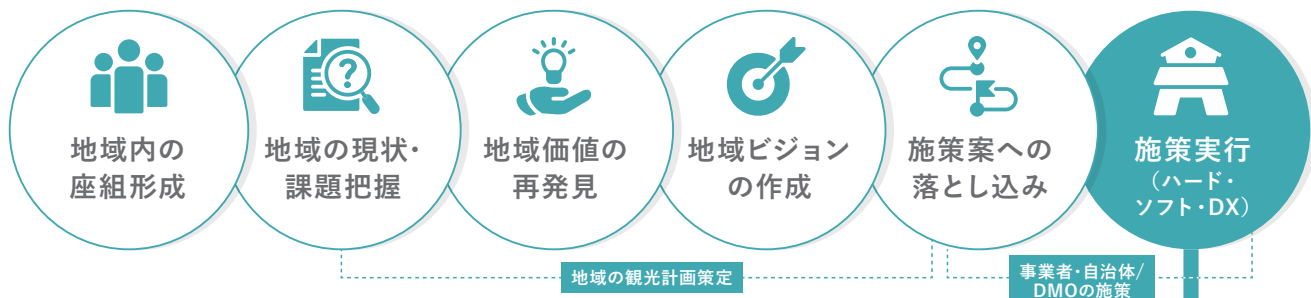 地域内の
座組形成
?
地域の現状・
課題把握
地域価値の
再発見
地域ビジョン
の作成
施策案への
落とし込み
施策実行
（ハード・
ソフト・DX）
地域の観光計画策定
事業者・自治体/
DMOの施策